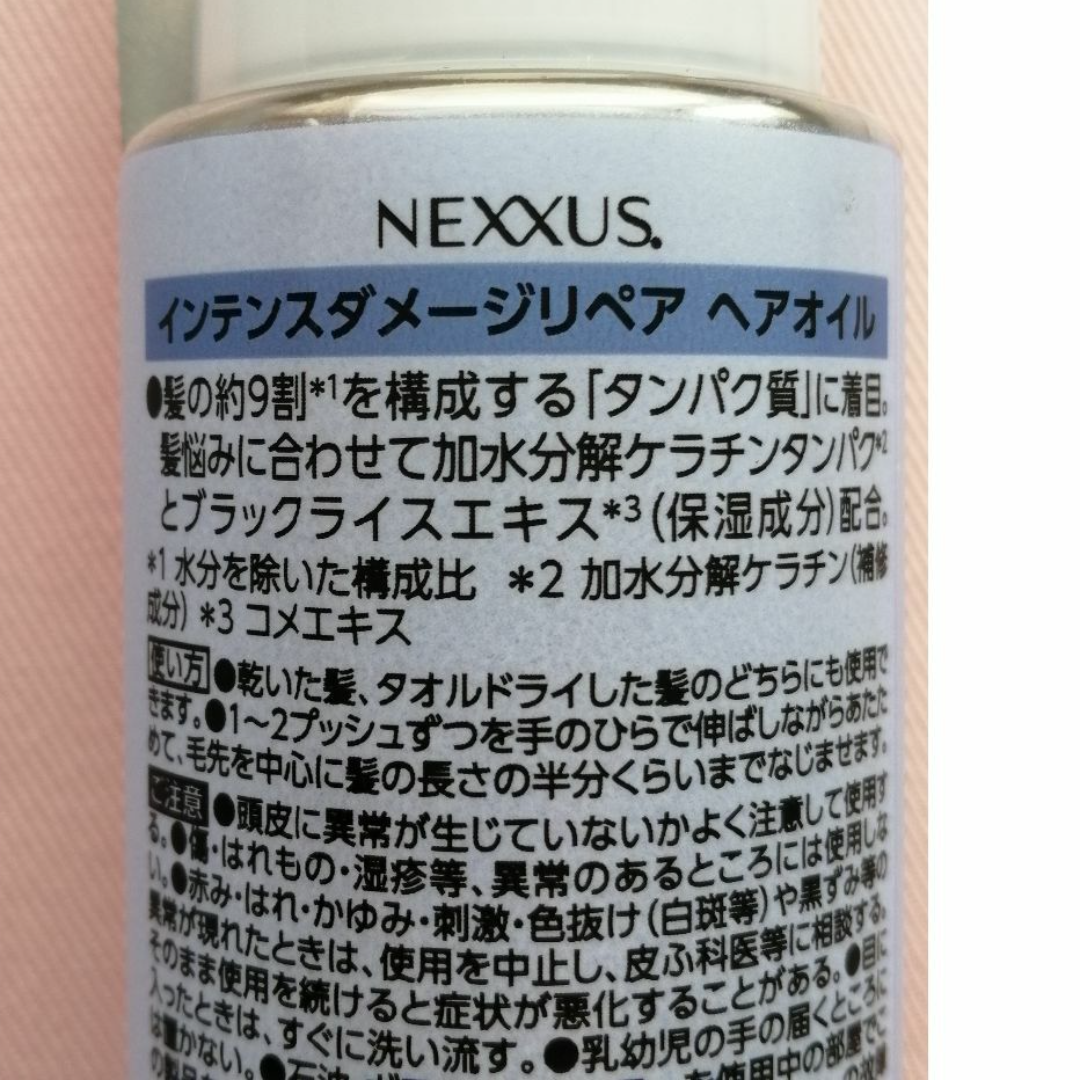 NEXXUS.
インテンスダメージリペア ヘアオイル
●髪の約9割*1を構成する「タンパク質」に着目。
髪悩みに合わせて加水分解ケラチンタンパク*2
とブラックライスエキス*3(保湿成分)配合。
*1 水分を除いた構成比 *2 加水分解ケラチン(補修
成分) *3 コメエキス
使い方 ●乾いた髪、タオルドライした髪のどちらにも使用で
きます。●1〜2プッシュずつを手のひらで伸ばしながらあたた
めて、毛先を中心に髪の長さの半分くらいまでなじませます。
ご注意 ●頭皮に異常が生じていないかよく注意して使用す
る。●傷・はれもの・湿疹等、異常のあるところには使用しな
い。●赤み・はれ・かゆみ・刺激・色抜け(白斑等)や黒ずみ等の
異常が現れたときは、使用を中止し、皮ふ科医等に相談する。
そのまま使用を続けると症状が悪化することがある。●目に
入ったときは、すぐに洗い流す。●乳幼児の手の届くところに
は置かない。
使用中の部屋で